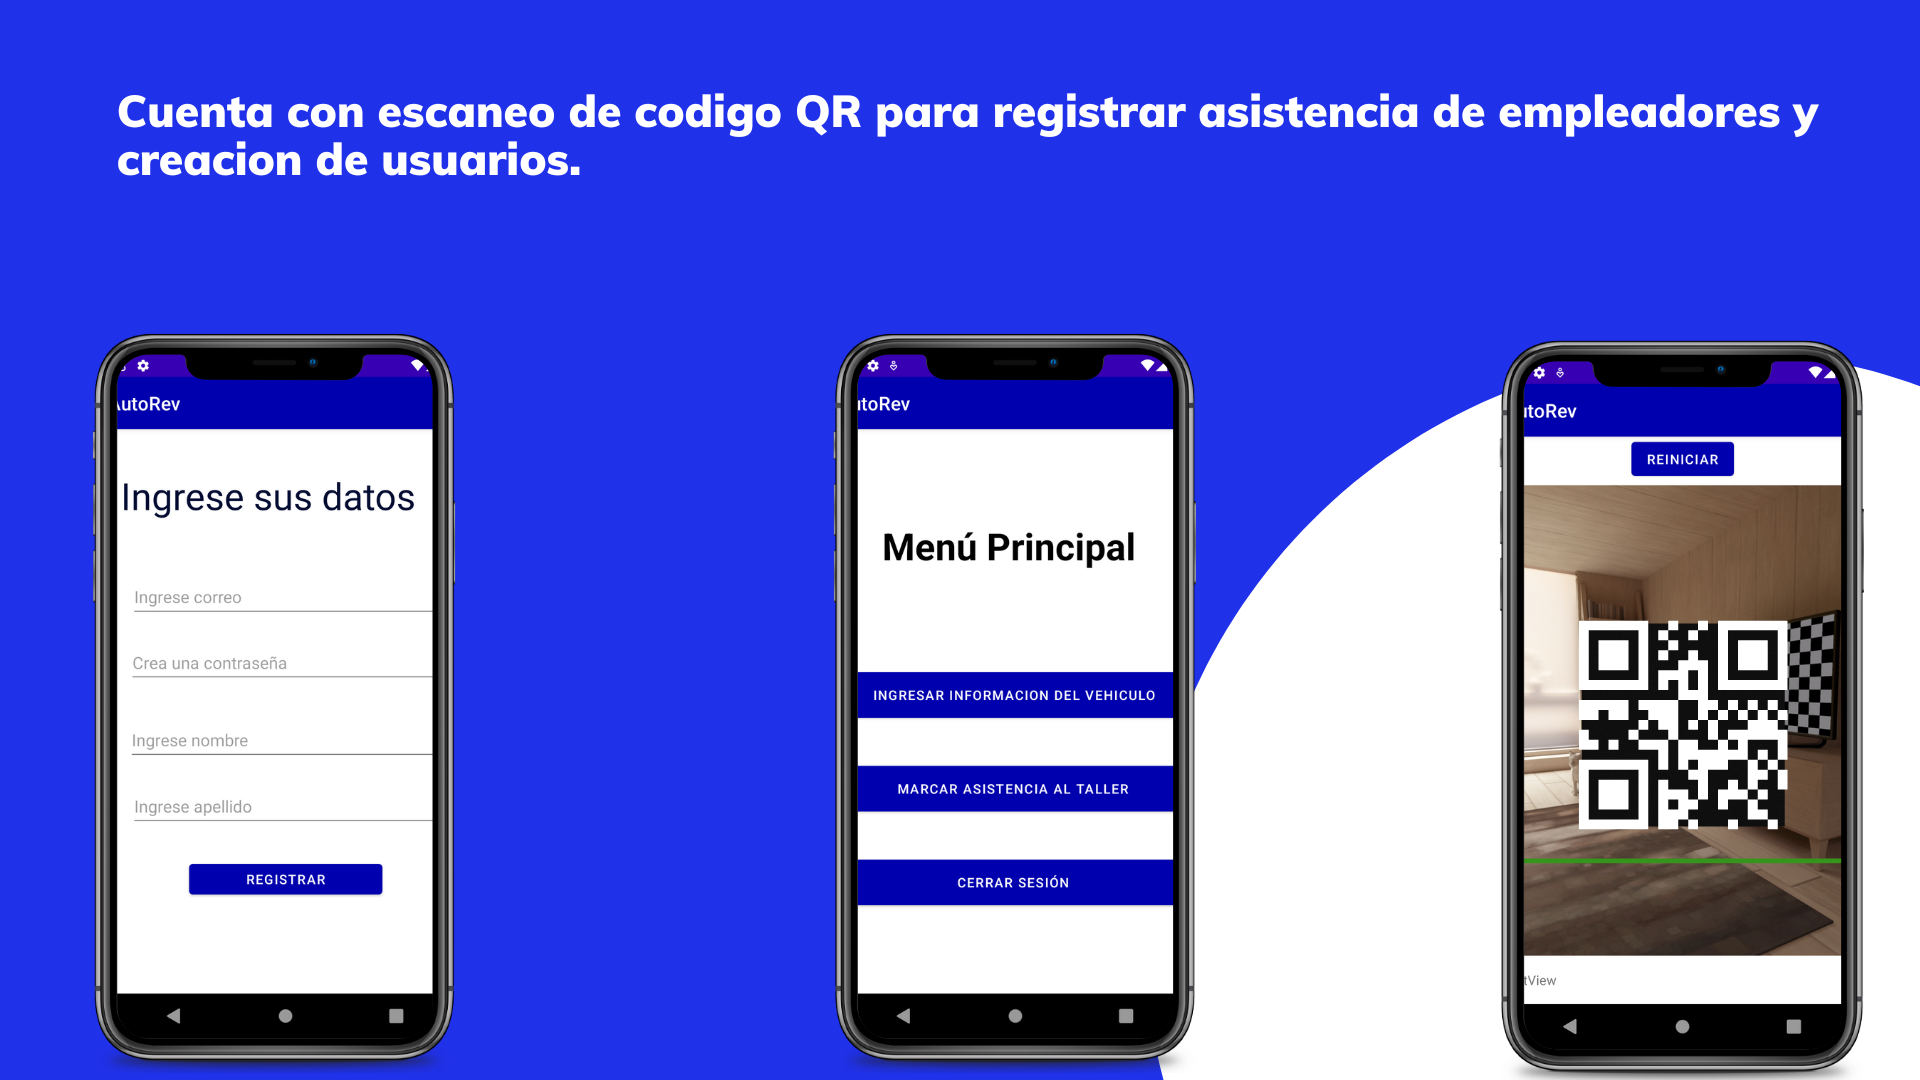 Cuenta con escaneo de codigo QR para registrar asistencia de empleadores y
creacion de usuarios.
AutoRev
Ingrese sus datos
Ingrese correo
Crea una contraseña
Ingrese nombre
Ingrese apellido
REGISTRAR
utoRev
Menú Principal
INGRESAR INFORMACION DEL VEHICULO
MARCAR ASISTENCIA AL TALLER
CERRAR SESIÓN
utoRev
REINICIAR
tView